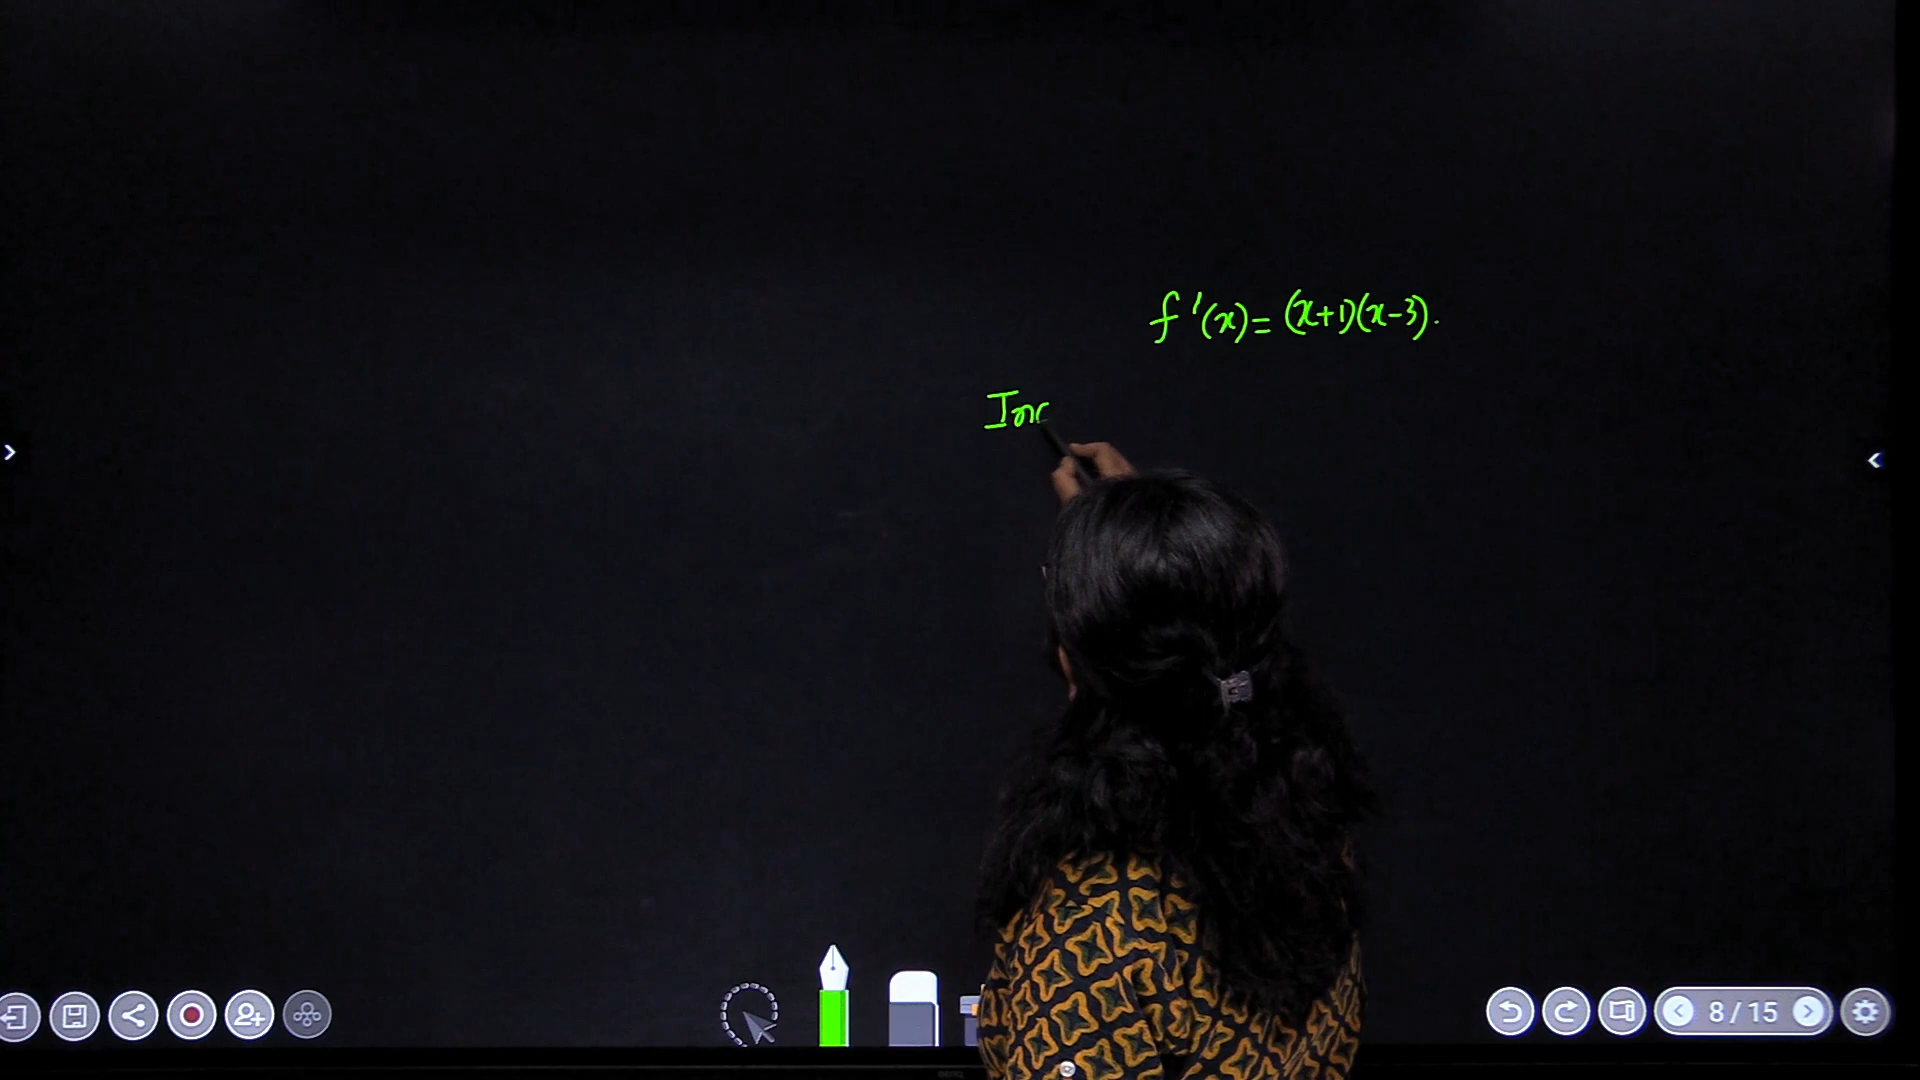 f'(x) = (x+1)(x-3).
Inc
8/15